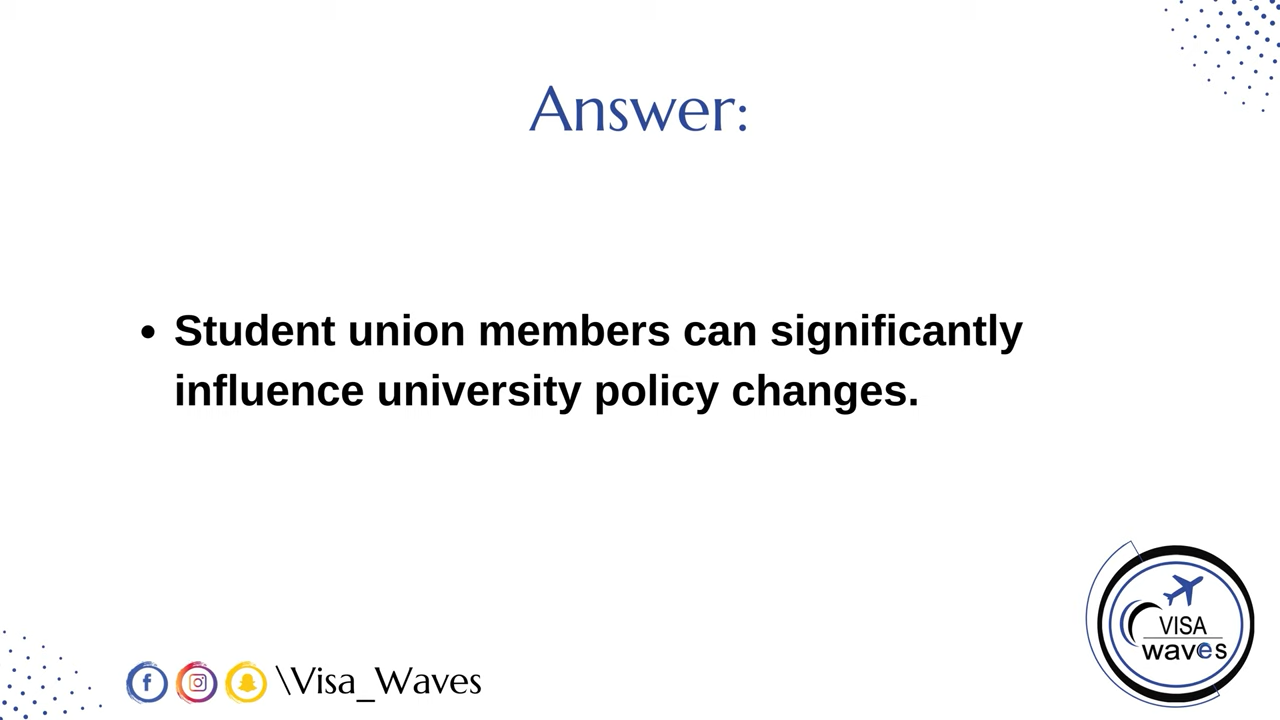 Answer:
• Student union members can significantly
influence university policy changes.
VISA
waves
\Visa_Waves